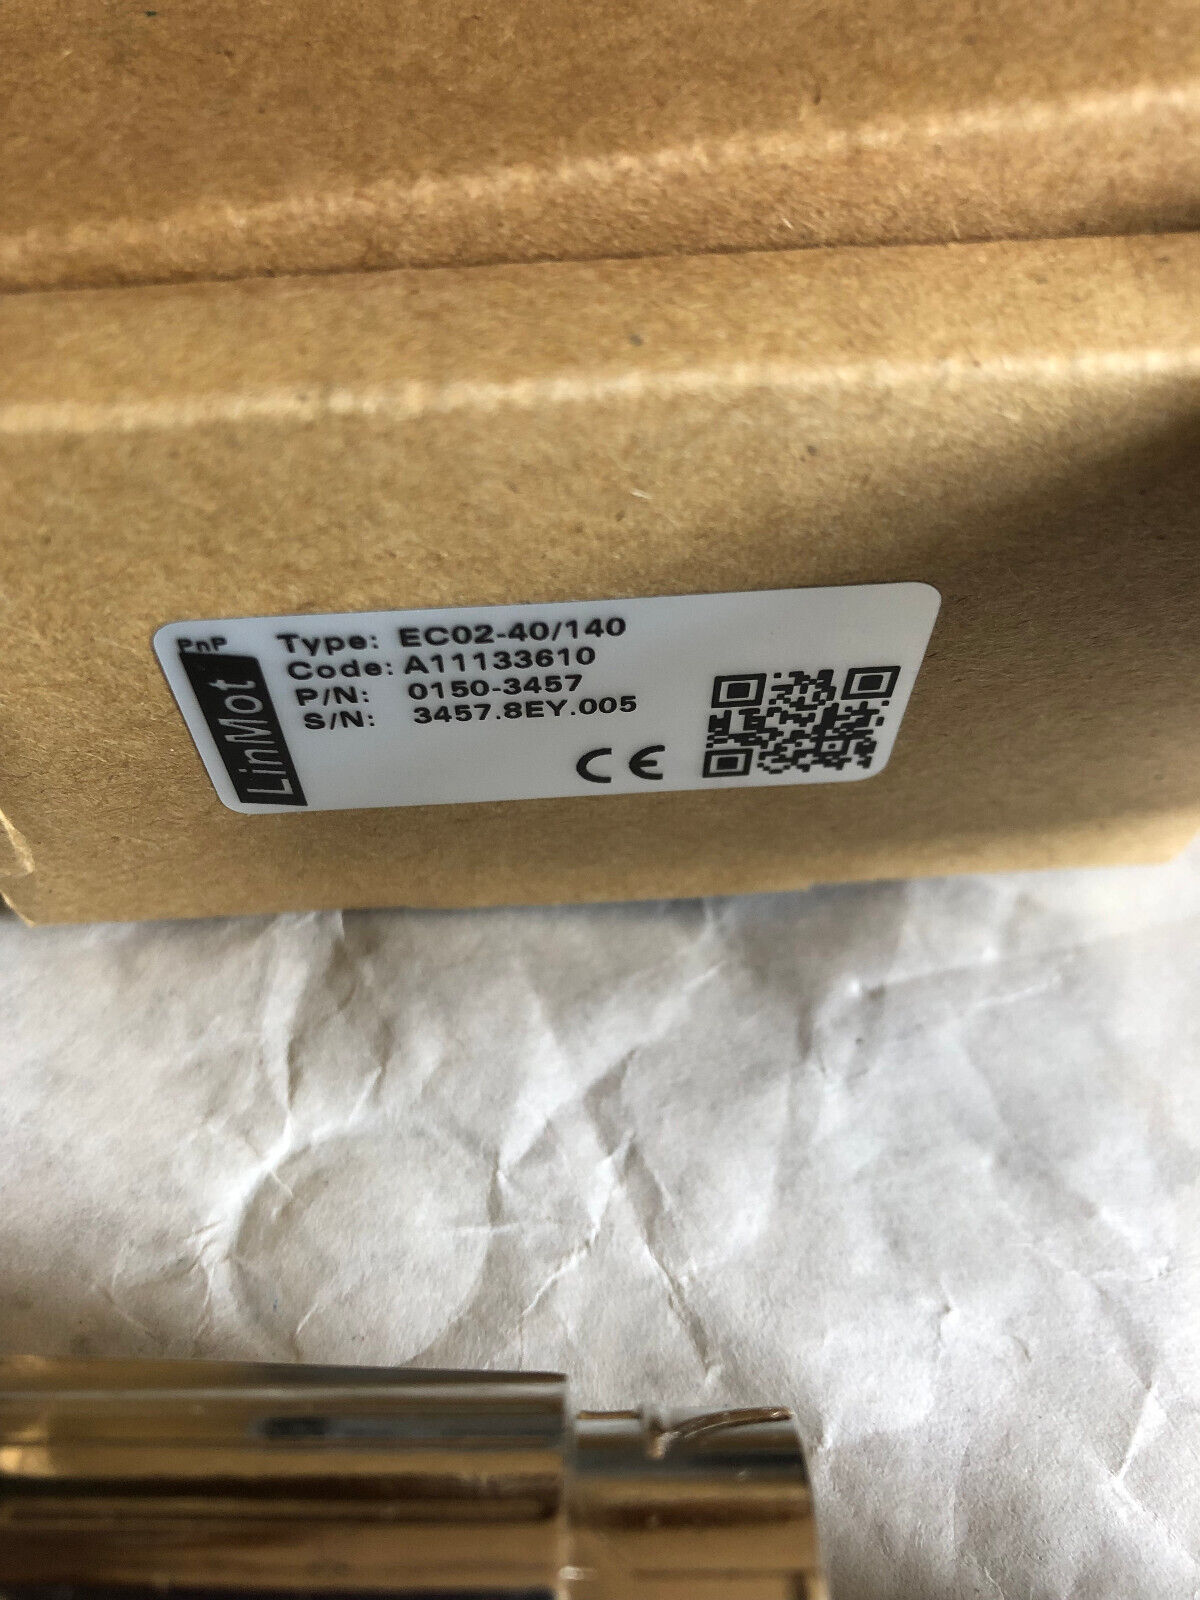 PnP
LinMot
Type: EC02-40/140
Code: A11133610
P/N: 0150-3457
S/N: 3457.8EY.005
CE